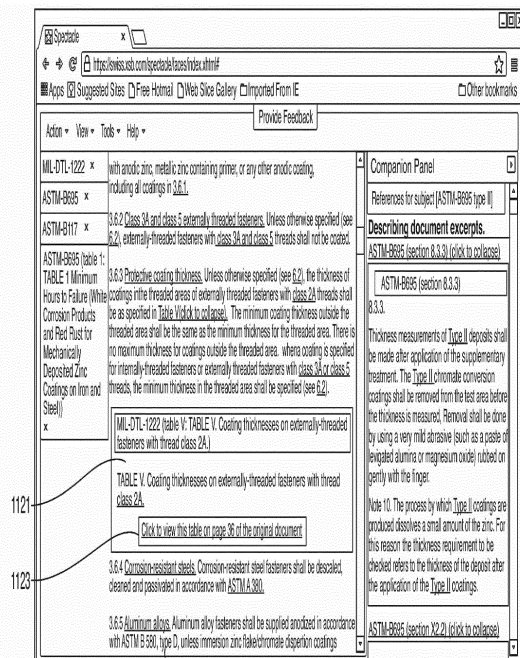 Spectacle x
https://swiss.xsb.com/spectacle/faces/index.xhtml#
Apps Suggested Sites Free Hotmail Web Slice Gallery Imported From IE Other bookmarks
Provide Feedback
Action View Tools Help
MIL-DTL-1222 x
ASTM-B695 x
ASTM-B117 x
ASTM-B695 (table 1:
TABLE 1 Minimum
Hours to Failure (White
Corrosion Products
and Red Rust for
Mechanically
Deposited Zinc
Coatings on Iron and
Steel))
x
with anodic zinc, metallic zinc containing primer, or any other anodic coating,
including all coatings in 3.6.1.
3.6.2 Class 3A and class 5 externally threaded fasteners. Unless otherwise specified (see
6.2), externally-threaded fasteners with class 3A and class 5 threads shall not be coated.
3.6.3 Protective coating thickness. Unless otherwise specified (see 6.2), the thickness of
coatings inthe threaded areas of externally threaded fasteners with class 2A threads shall
be as specified in Table V(click to collapse). The minimum coating thickness outside the
threaded area shall be the same as the minimum thickness for the threaded area. There is
no maximum thickness for coatings outside the threaded area. where coating is specified
for internally-threaded fasteners or externally threaded fasteners with class 3A or class 5
threads, the minimum thickness in the threaded area shall be specified (see 6.2).
MIL-DTL-1222 (table V: TABLE V. Coating thicknesses on externally-threaded
fasteners with thread class 2A.)
1121
TABLE V. Coating thicknesses on externally-threaded fasteners with thread
class 2A.
Click to view this table on page 36 of the original document
1123
3.6.4 Corrosion-resistant steels. Corrosion-resistant steel fasteners shall be descaled,
cleaned and passivated in accordance with ASTM A 380.
3.6.5 Aluminum alloys. Aluminum alloy fasteners shall be supplied anodized in accordance
with ASTM B 580, type D, unless immersion zinc flake/chromate dispertion coatings
Companion Panel
References for subject [ASTM-B695 type II]
Describing document excerpts.
ASTM-B695 (section 8.3.3) (click to collapse)
ASTM-B695 (section 8.3.3)
8.3.3.
Thickness measurements of Type II deposits shall
be made after application of the supplementary
treatment. The Type II chromate conversion
coatings shall be removed from the test area before
the thickness is measured, Removal shall be done
by using a very mild abrasive (such as a paste of
levigated alumina or magnesium oxide) rubbed on
gently with the finger.
Note 10. The process by which Type II coatings are
produced dissolves a small amount of the zinc. For
this reason the thickness requirement to be
checked refers to the thickness of the deposit after
the application of the Type II coatings.
ASTM-B695 (section X2.2) (click to collapse)